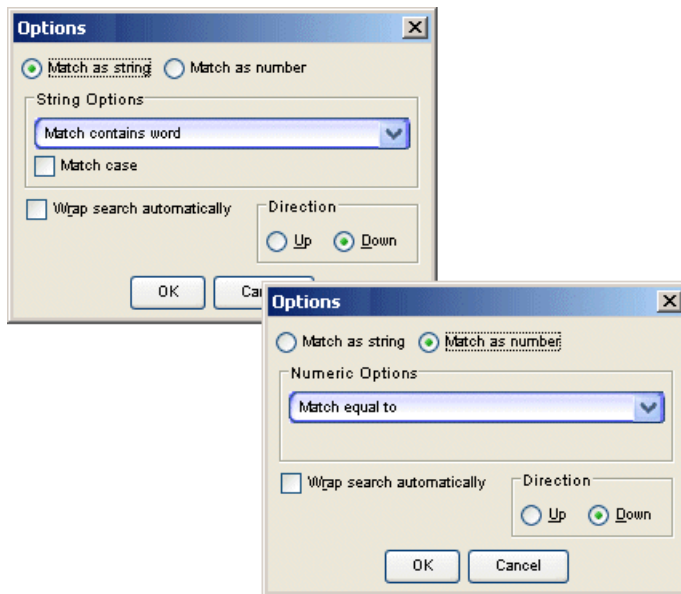 Options
Match as string Match as number
String Options
Match contains word
Match case
Wrap search automatically
Direction
Up Down
OK
Options
Match as string Match as number
Numeric Options
Match equal to
Wrap search automatically
Direction
Up Down
OK Cancel